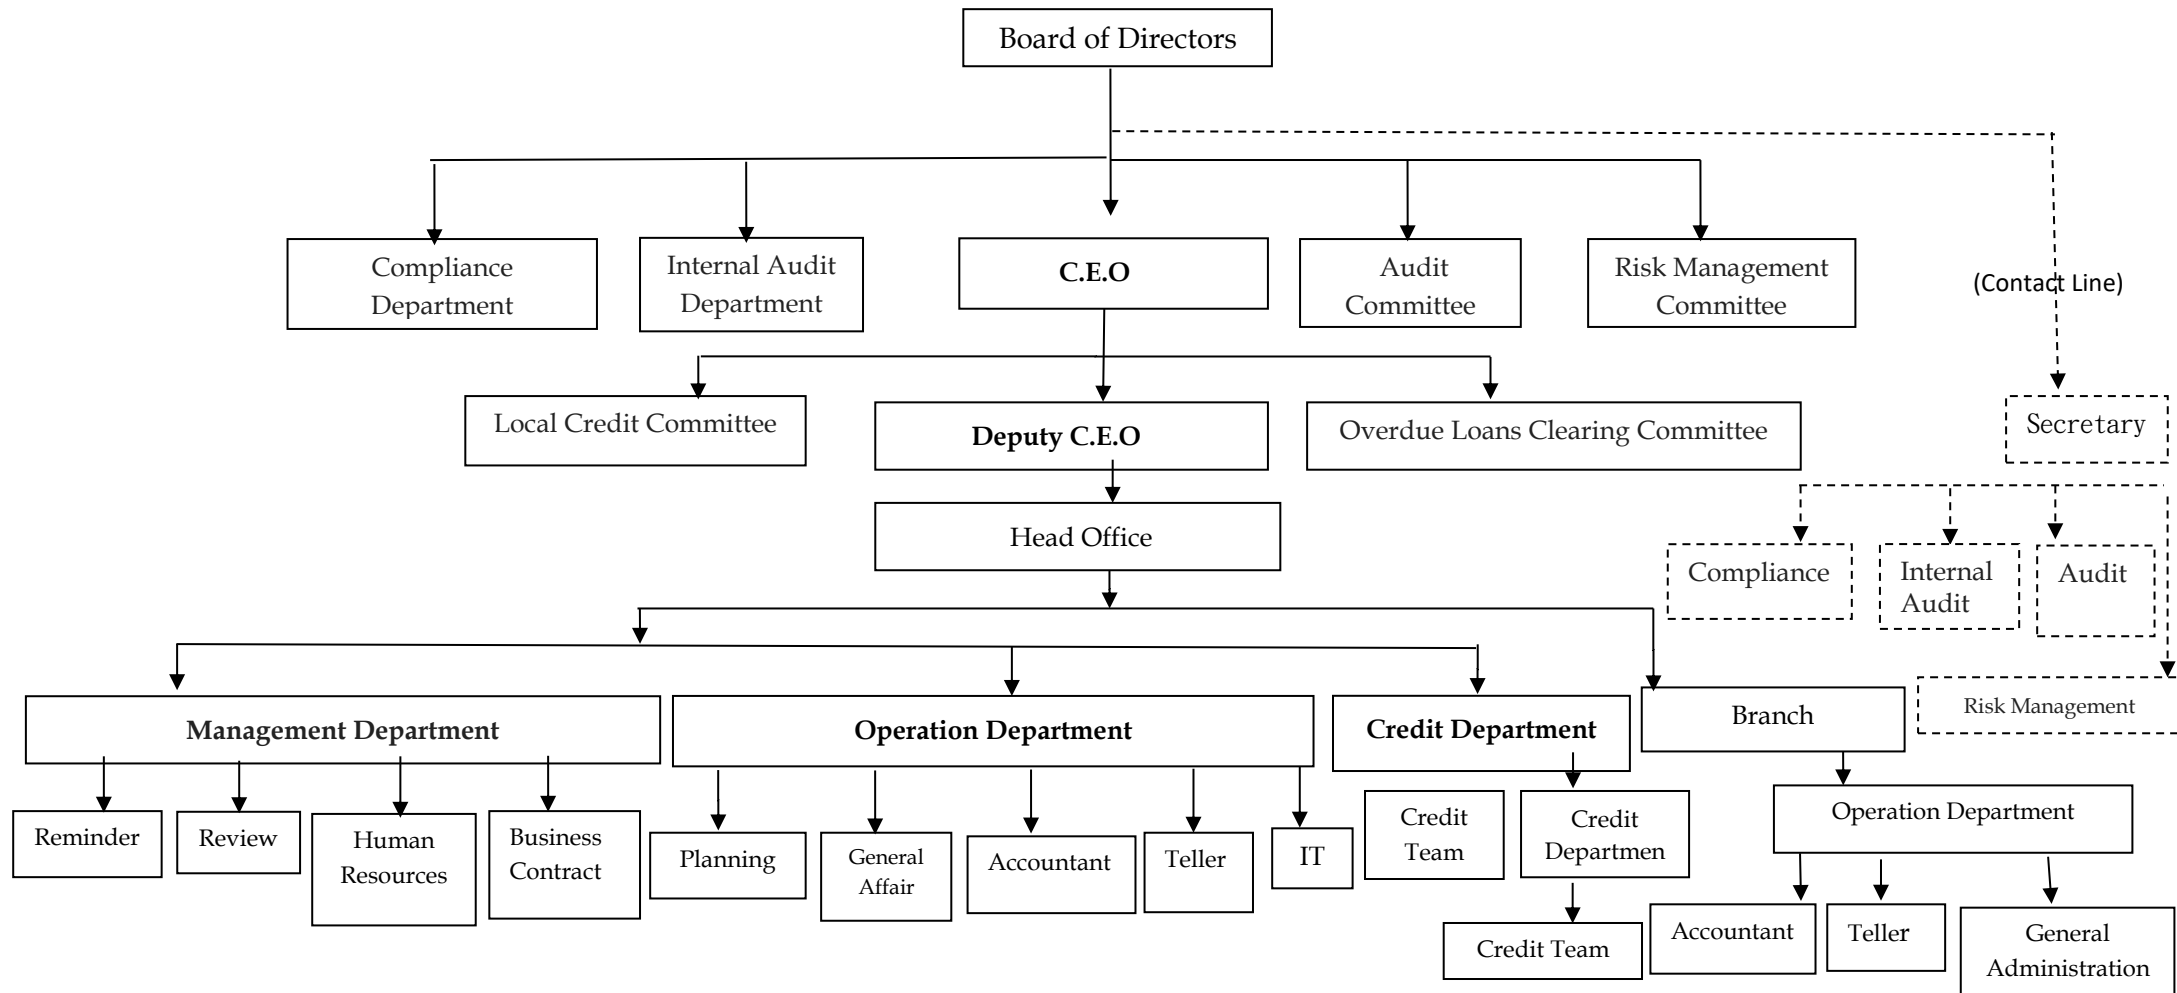 Board of Directors
Compliance
Department
Internal Audit
Department
C.E.O
Audit
Committee
Risk Management
Committee
(Contact Line)
Local Credit Committee
Deputy C.E.O
Overdue Loans Clearing Committee
Secretary
Head Office
Compliance
Internal
Audit
Audit
Management Department
Operation Department
Credit Department
Branch
Risk Management
Reminder
Review
Human
Resources
Business
Contract
Planning
General
Affair
Accountant
Teller
IT
Credit
Team
Credit
Departmen
Operation Department
Credit Team
Accountant
Teller
General
Administration